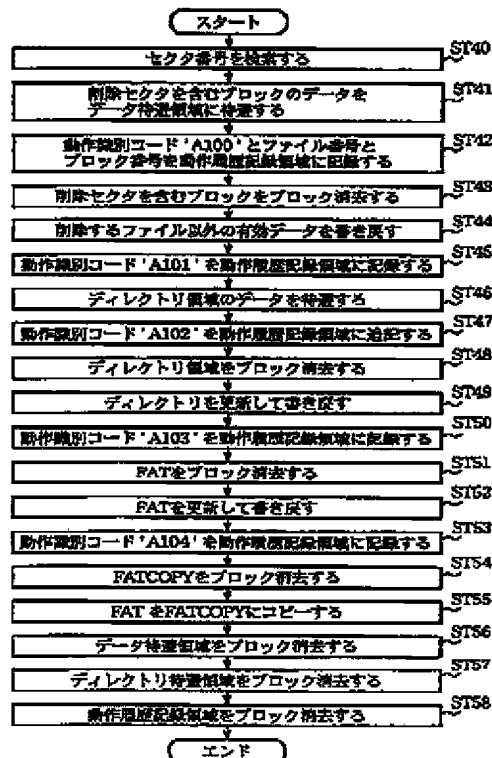 スタート
ST40
セクタ番号を検索する
ST41
削除セクタを含むブロックのデータを
データ待避領域に待避する
ST42
動作識別コード'A100'とファイル番号と
ブロック番号を動作履歴記録領域に記録する
ST43
削除セクタを含むブロックをブロック消去する
ST44
削除するファイル以外の有効データを書き戻す
ST45
動作識別コード'A101'を動作履歴記録領域に記録する
ST46
ディレクトリ領域のデータを待避する
ST47
動作識別コード'A102'を動作履歴記録領域に追記する
ST48
ディレクトリ領域をブロック消去する
ST49
ディレクトリを更新して書き戻す
ST50
動作識別コード'A103'を動作履歴記録領域に記録する
ST51
FATをブロック消去する
ST52
FATを更新して書き戻す
ST53
動作識別コード'A104'を動作履歴記録領域に記録する
ST54
FATCOPYをブロック消去する
ST55
FAT をFATCOPYにコピーする
ST56
データ待避領域をブロック消去する
ST57
ディレクトリ待避領域をブロック消去する
ST58
動作履歴記録領域をブロック消去する
エンド